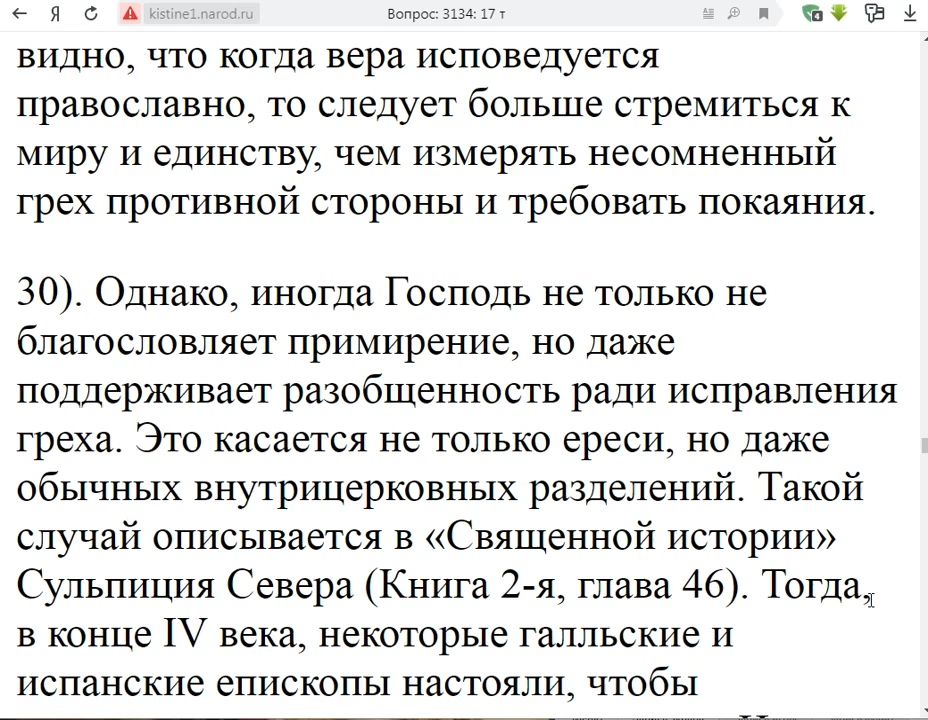 Я
kistine1.narod.ru
Вопрос: 3134: 17 т
4
видно, что когда вера исповедуется
православно, то следует больше стремиться к
миру и единству, чем измерять несомненный
грех противной стороны и требовать покаяния.
30). Однако, иногда Господь не только не
благословляет примирение, но даже
поддерживает разобщенность ради исправления
греха. Это касается не только ереси, но даже
обычных внутрицерковных разделений. Такой
случай описывается в «Священной истории»
Сульпиция Севера (Книга 2-я, глава 46). Тогда,
в конце IV века, некоторые галльские и
испанские епископы настояли, чтобы